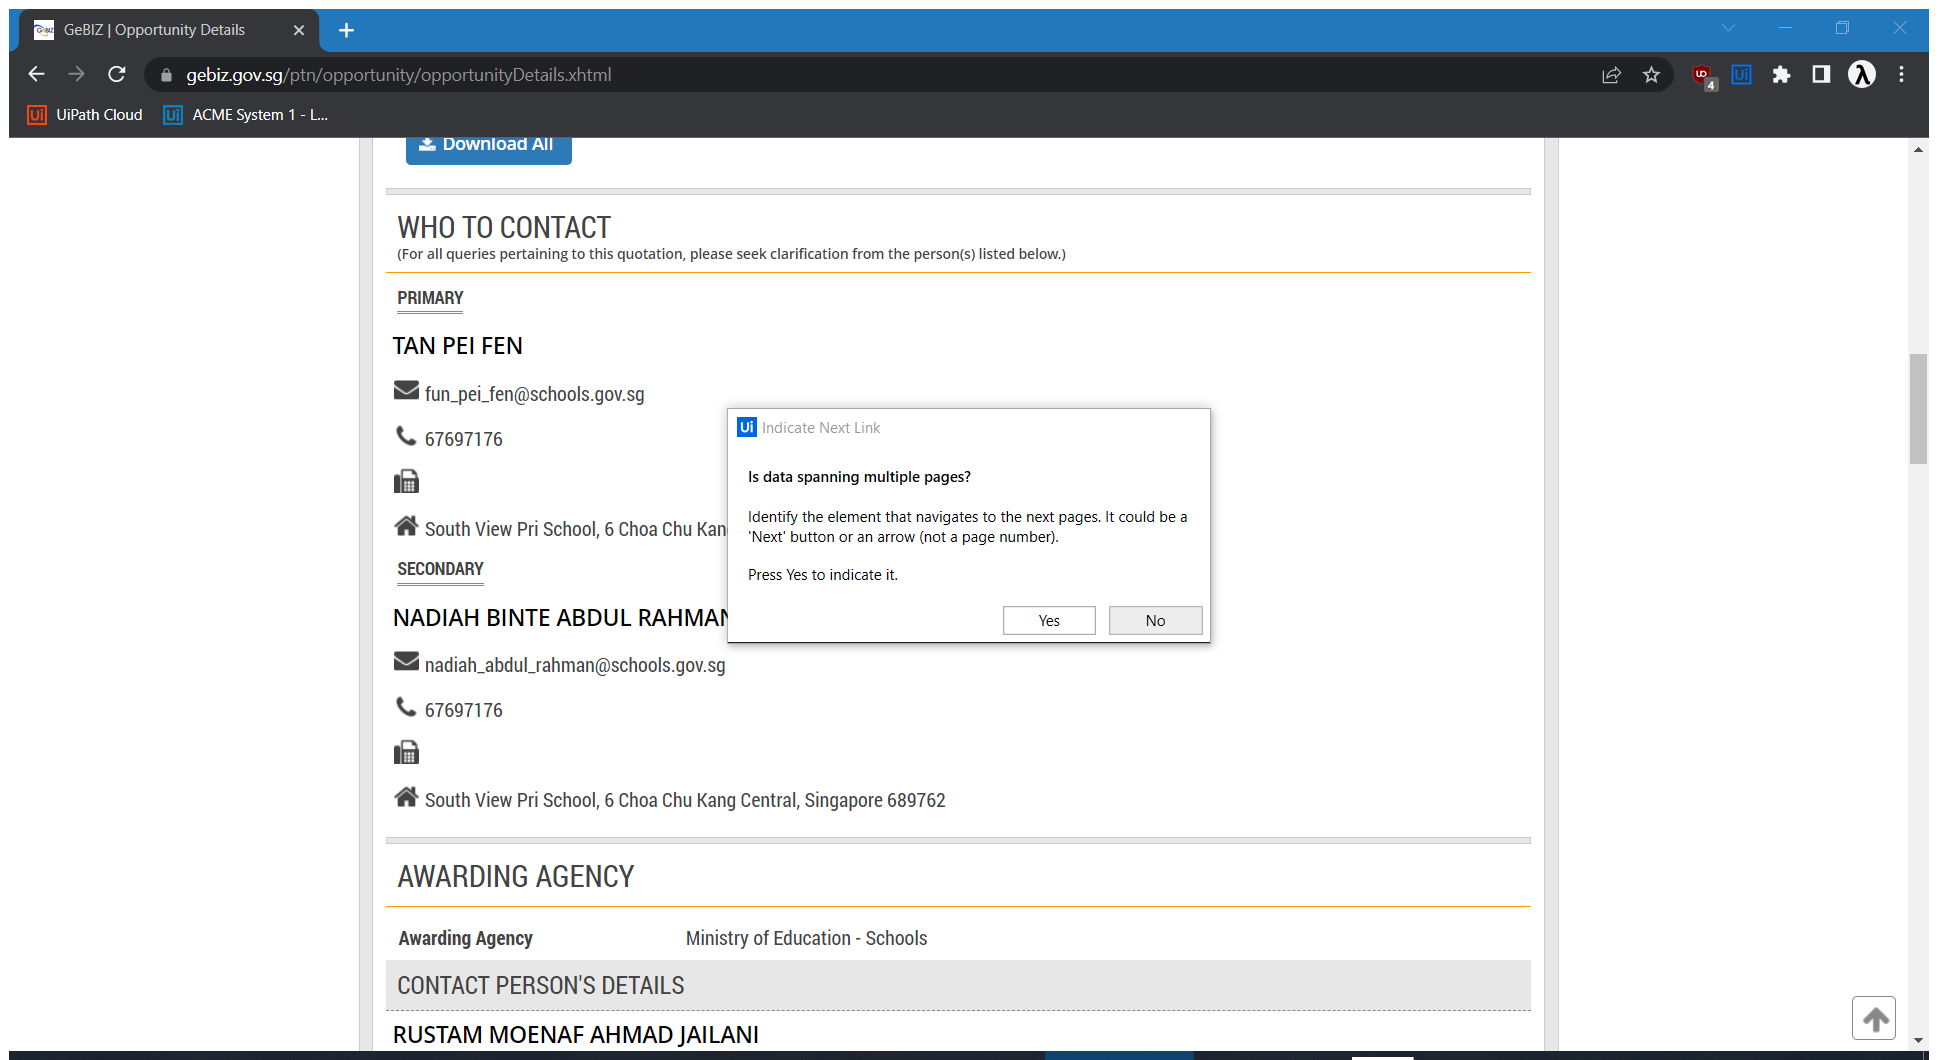 GeBIZ | Opportunity Details
gebiz.gov.sg/ptn/opportunity/opportunityDetails.xhtml
4
Ui UiPath Cloud Ui ACME System 1 - L...
Download All
WHO TO CONTACT
(For all queries pertaining to this quotation, please seek clarification from the person(s) listed below.)
PRIMARY
TAN PEI FEN
fun_pei_fen@schools.gov.sg
67697176
South View Pri School, 6 Choa Chu Kan
SECONDARY
NADIAH BINTE ABDUL RAHMAN
nadiah_abdul_rahman@schools.gov.sg
67697176
South View Pri School, 6 Choa Chu Kang Central, Singapore 689762
Ui Indicate Next Link
Is data spanning multiple pages?
Identify the element that navigates to the next pages. It could be a
'Next' button or an arrow (not a page number).
Press Yes to indicate it.
Yes No
AWARDING AGENCY
Awarding Agency Ministry of Education - Schools
CONTACT PERSON'S DETAILS
RUSTAM MOENAF AHMAD JAILANI